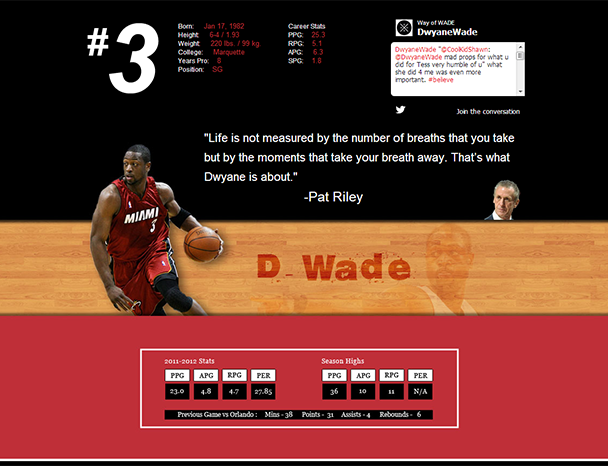 #3
Born: Jan 17, 1982
Height: 6-4 / 1.93
Weight: 220 lbs. / 99 kg.
College: Marquette
Years Pro: 8
Position: SG
Career Stats
PPG: 25.3
RPG: 5.1
APG: 6.3
SPG: 1.8
Way of WADE
DwyaneWade
DwyaneWade "@CoolKidShawn:
@DwyaneWade mad props for what u
did for Tess very humble of u" what
she did 4 me was even more
important.. #believe
Join the conversation
"Life is not measured by the number of breaths that you take
but by the moments that take your breath away. That's what
Dwyane is about."
-Pat Riley
MIAMI
3
D-Wade
2011-2012 Stats
PPG APG RPG PER
23.0 4.8 4.7 27.85
Season Highs
PPG APG RPG PER
36 10 11 N/A
Previous Game vs Orlando : Mins - 38 Points - 31 Assists - 4 Rebounds - 6